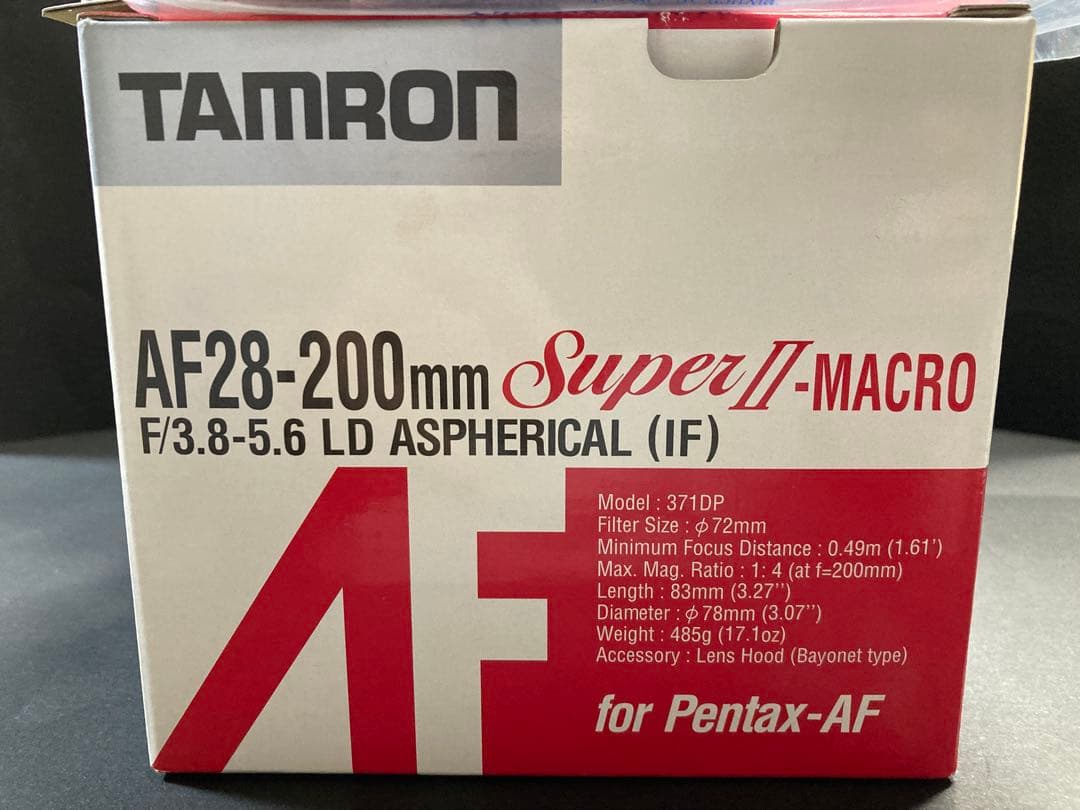 TAMRON
AF28-200mm Super II-MACRO
F/3.8-5.6 LD ASPHERICAL (IF)
AF
Model : 371DP
Filter Size : ϕ72mm
Minimum Focus Distance : 0.49m (1.61')
Max. Mag. Ratio : 1: 4 (at f=200mm)
Length : 83mm (3.27'')
Diameter : ϕ78mm (3.07'')
Weight : 485g (17.1oz)
Accessory : Lens Hood (Bayonet type)
for Pentax-AF